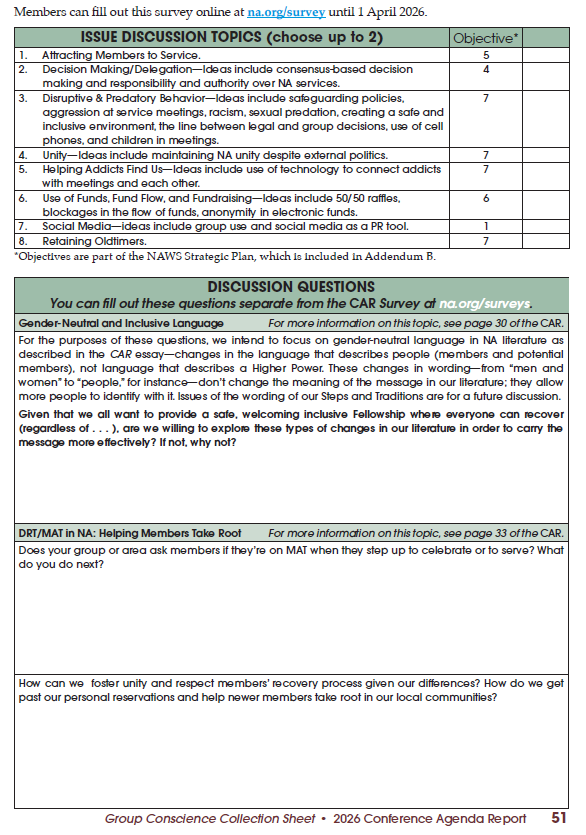 Members can fill out this survey online at na.org/survey until 1 April 2026.
ISSUE DISCUSSION TOPICS (choose up to 2) Objective*
1. Attracting Members to Service. 5
2. Decision Making/Delegation—Ideas include consensus-based decision 4
making and responsibility and authority over NA services.
3. Disruptive & Predatory Behavior—Ideas include safeguarding policies, 7
aggression at service meetings, racism, sexual predation, creating a safe and
inclusive environment, the line between legal and group decisions, use of cell
phones, and children in meetings.
4. Unity—Ideas include maintaining NA unity despite external politics. 7
5. Helping Addicts Find Us—Ideas include use of technology to connect addicts 7
with meetings and each other.
6. Use of Funds, Fund Flow, and Fundraising—Ideas include 50/50 raffles, 6
blockages in the flow of funds, anonymity in electronic funds.
7. Social Media—ideas include group use and social media as a PR tool. 1
8. Retaining Oldtimers. 7
*Objectives are part of the NAWS Strategic Plan, which is included in Addendum B.
DISCUSSION QUESTIONS
You can fill out these questions separate from the CAR Survey at na.org/surveys.
Gender-Neutral and Inclusive Language For more information on this topic, see page 30 of the CAR.
For the purposes of these questions, we intend to focus on gender-neutral language in NA literature as
described in the CAR essay—changes in the language that describes people (members and potential
members), not language that describes a Higher Power. These changes in wording—from “men and
women” to “people,” for instance—don’t change the meaning of the message in our literature; they allow
more people to identify with it. Issues of the wording of our Steps and Traditions are for a future discussion.
Given that we all want to provide a safe, welcoming inclusive Fellowship where everyone can recover
(regardless of . . . ), are we willing to explore these types of changes in our literature in order to carry the
message more effectively? If not, why not?
DRT/MAT in NA: Helping Members Take Root For more information on this topic, see page 33 of the CAR.
Does your group or area ask members if they’re on MAT when they step up to celebrate or to serve? What
do you do next?
How can we foster unity and respect members’ recovery process given our differences? How do we get
past our personal reservations and help newer members take root in our local communities?
Group Conscience Collection Sheet • 2026 Conference Agenda Report 51